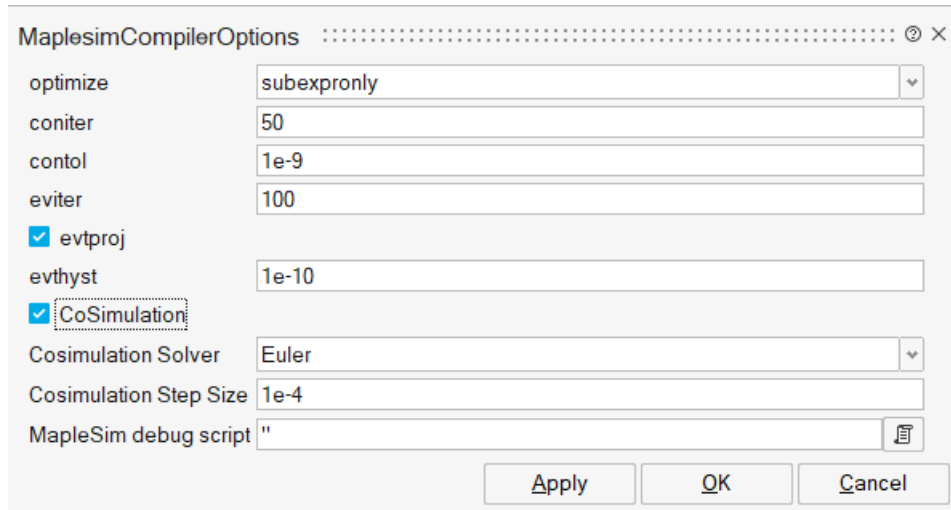 MaplesimCompilerOptions
optimize subexpronly
coniter 50
contol 1e-9
eviter 100
evtproj
evthyst 1e-10
CoSimulation
Cosimulation Solver Euler
Cosimulation Step Size 1e-4
MapleSim debug script ''
Apply OK Cancel